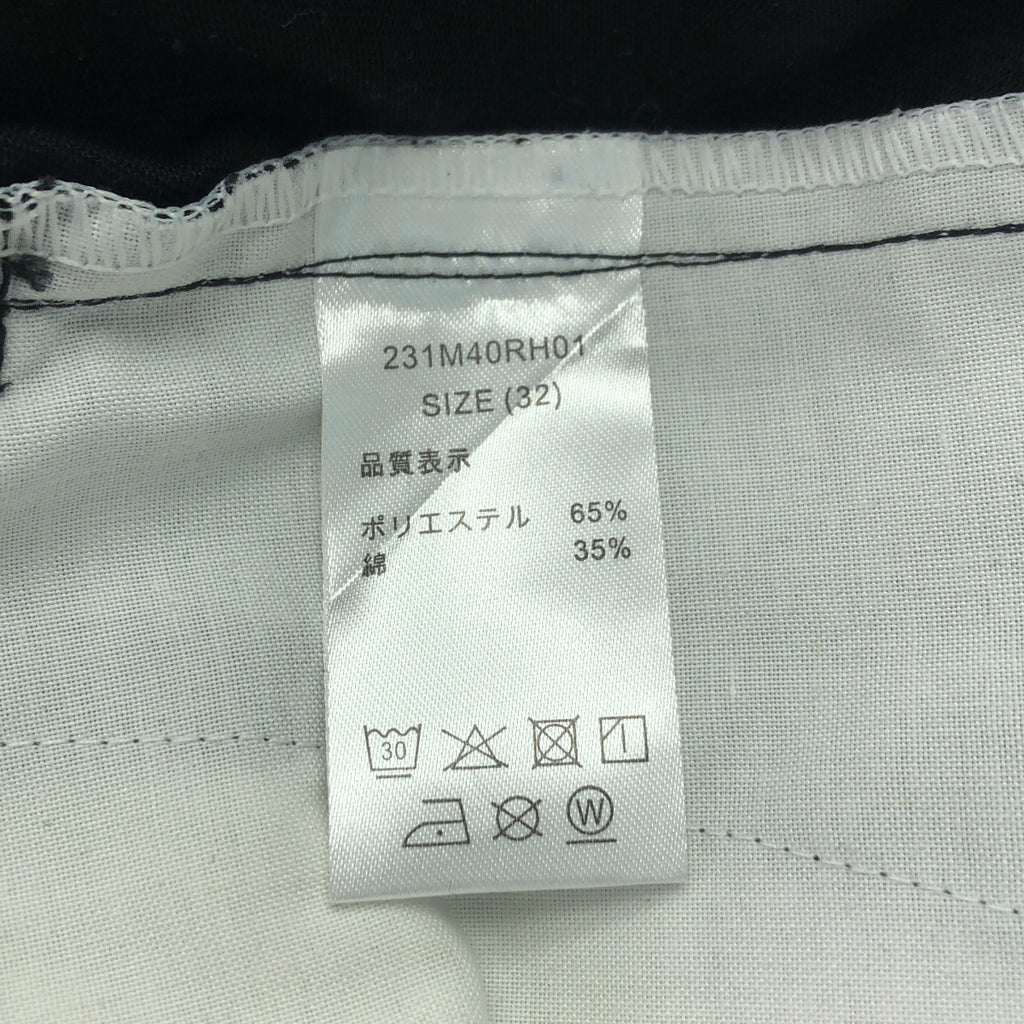 231M40RH01
SIZE (32)
品質表示
ポリエステル 65%
綿 35%
30
W